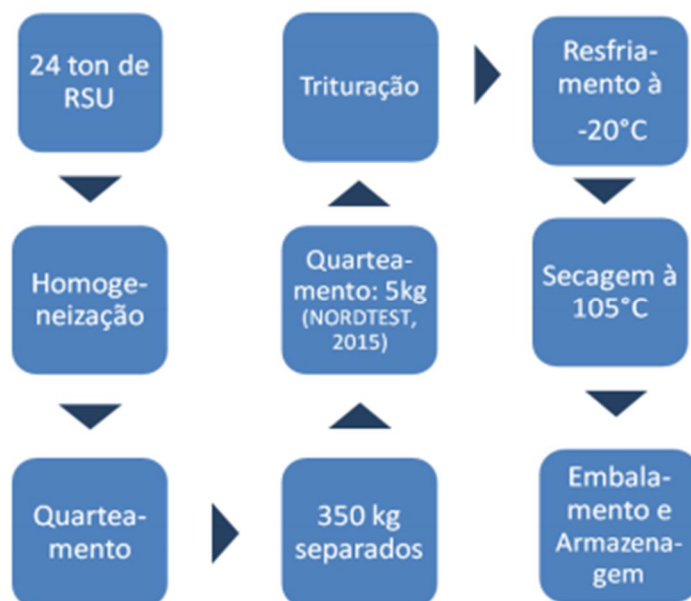 24 ton de
RSU
Homoge-
neização
Quartea-
mento
350 kg
separados
Quartea-
mento: 5kg
(NORDTEST,
2015)
Trituração
Resfria-
mento à
-20°C
Secagem à
105°C
Embala-
mento e
Armazena-
gem